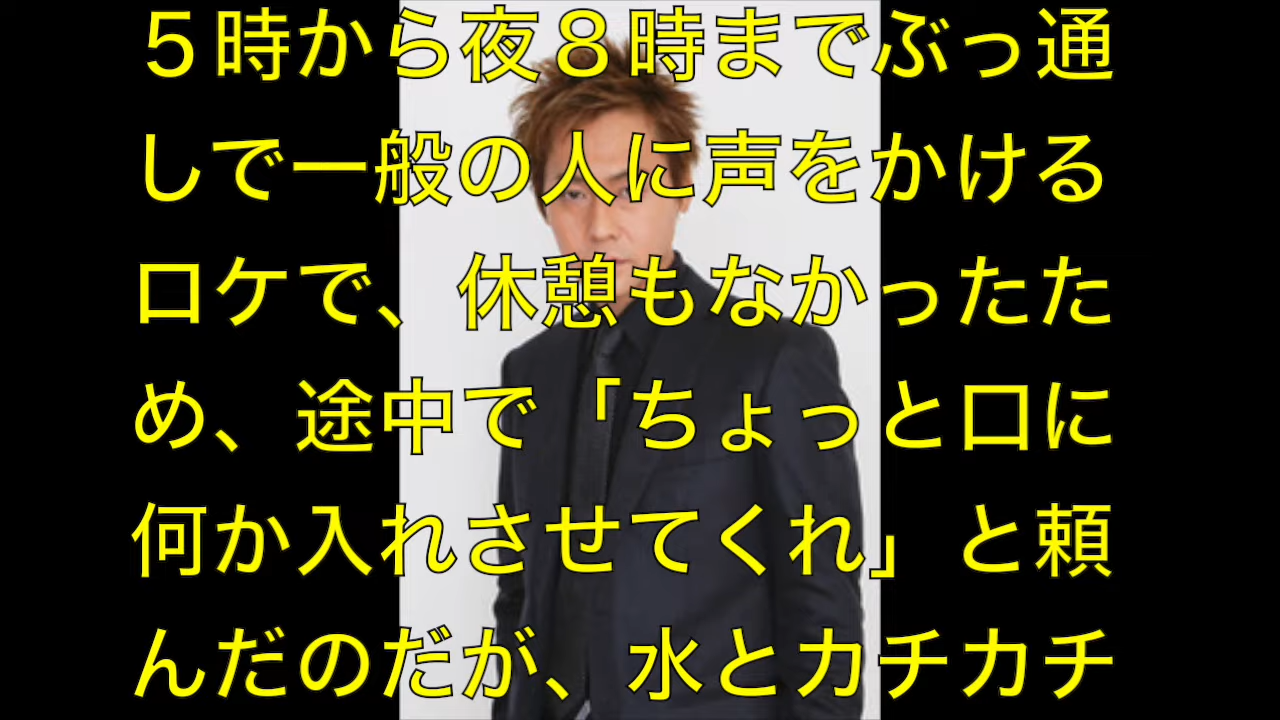 ５時から夜８時までぶっ通
しで一般の人に声をかける
ロケで、休憩もなかったた
め、途中で「ちょっと口に
何か入れさせてくれ」と頼
んだのだが、水とカチカチ